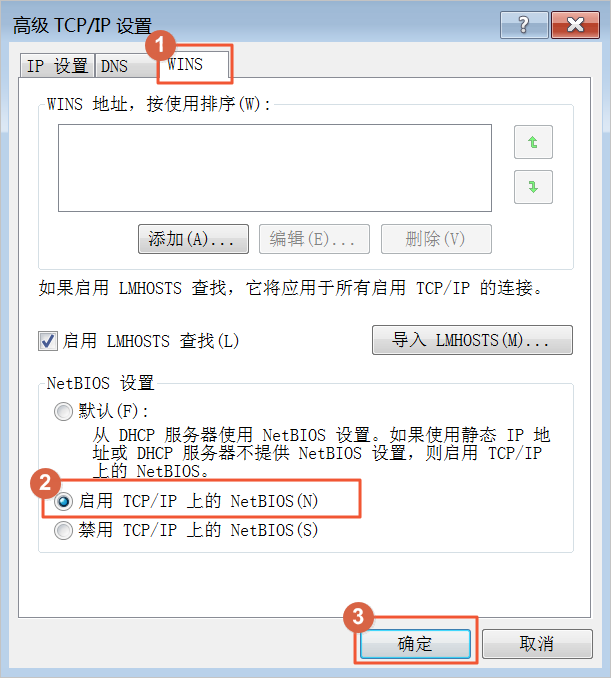 高级 TCP/IP 设置
1
IP 设置 DNS WINS
WINS 地址，按使用排序(W):
添加(A)... 编辑(E)... 删除(V)
如果启用 LMHOSTS 查找，它将应用于所有启用 TCP/IP 的连接。
启用 LMHOSTS 查找(L) 导入 LMHOSTS(M)...
NetBIOS 设置
默认(F):
从 DHCP 服务器使用 NetBIOS 设置。如果使用静态 IP 地
址或 DHCP 服务器不提供 NetBIOS 设置，则启用 TCP/IP
上的 NetBIOS。
2
启用 TCP/IP 上的 NetBIOS(N)
禁用 TCP/IP 上的 NetBIOS(S)
3
确定 取消